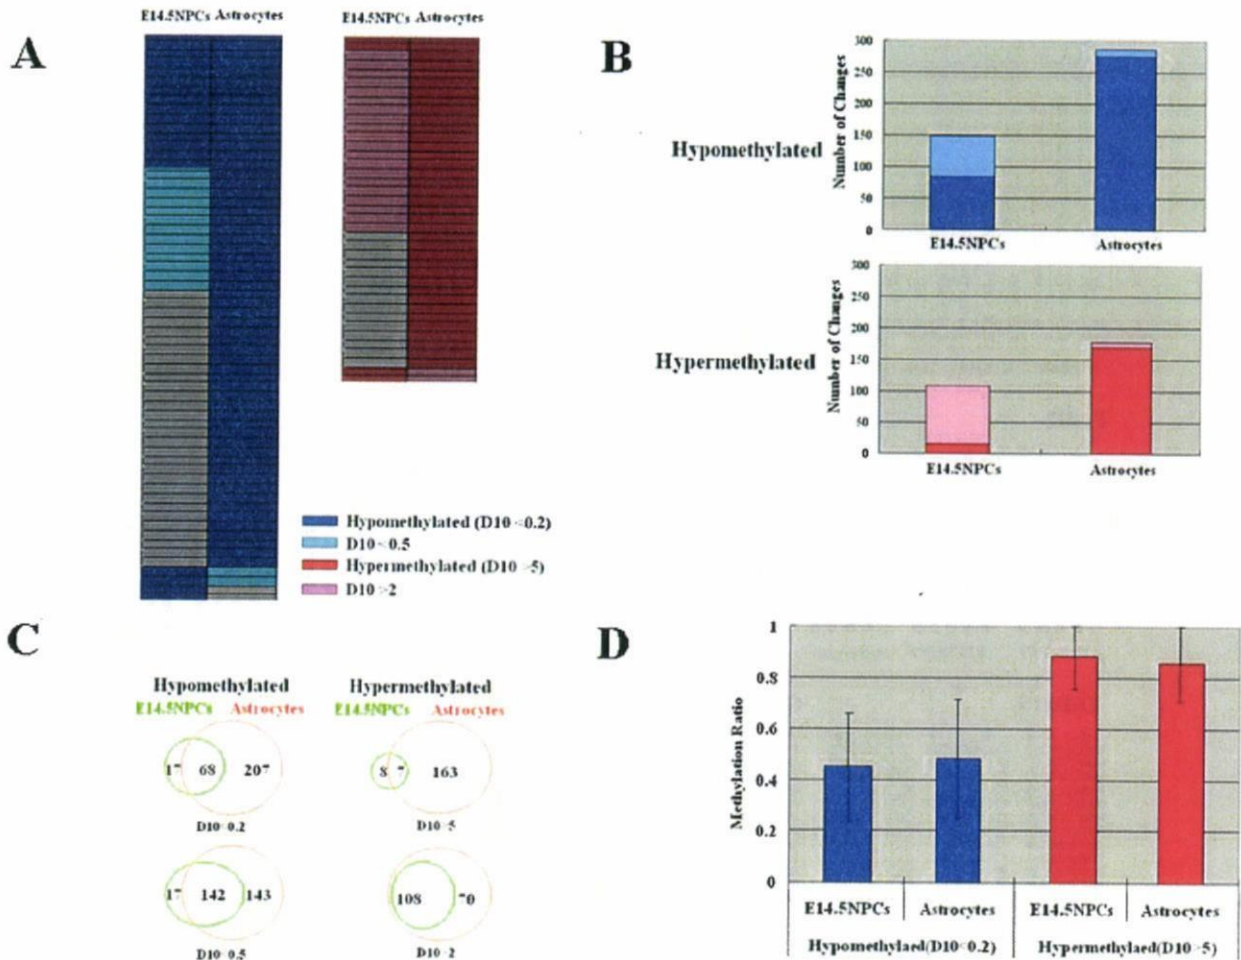 E14.5NPCs Astrocytes
E14.5NPCs Astrocytes
A
Hypomethylated (D10<0.2)
D10<0.5
Hypermethylated (D10>5)
D10>2
B
Hypomethylated
Number of Changes
300
250
200
150
100
50
0
E14.5NPCs
Astrocytes
Hypermethylated
Number of Changes
300
250
200
150
100
50
0
E14.5NPCs
Astrocytes
C
Hypomethylated
E14.5NPCs Astrocytes
17 68 207
D10<0.2
17 142 143
D10<0.5
Hypermethylated
E14.5NPCs Astrocytes
8 7 163
D10>5
108 70
D10>2
D
Methylation Ratio
1
0.8
0.6
0.4
0.2
0
E14.5NPCs Astrocytes E14.5NPCs Astrocytes
Hypomethylaed(D10<0.2) Hypermethylaed(D10>5)